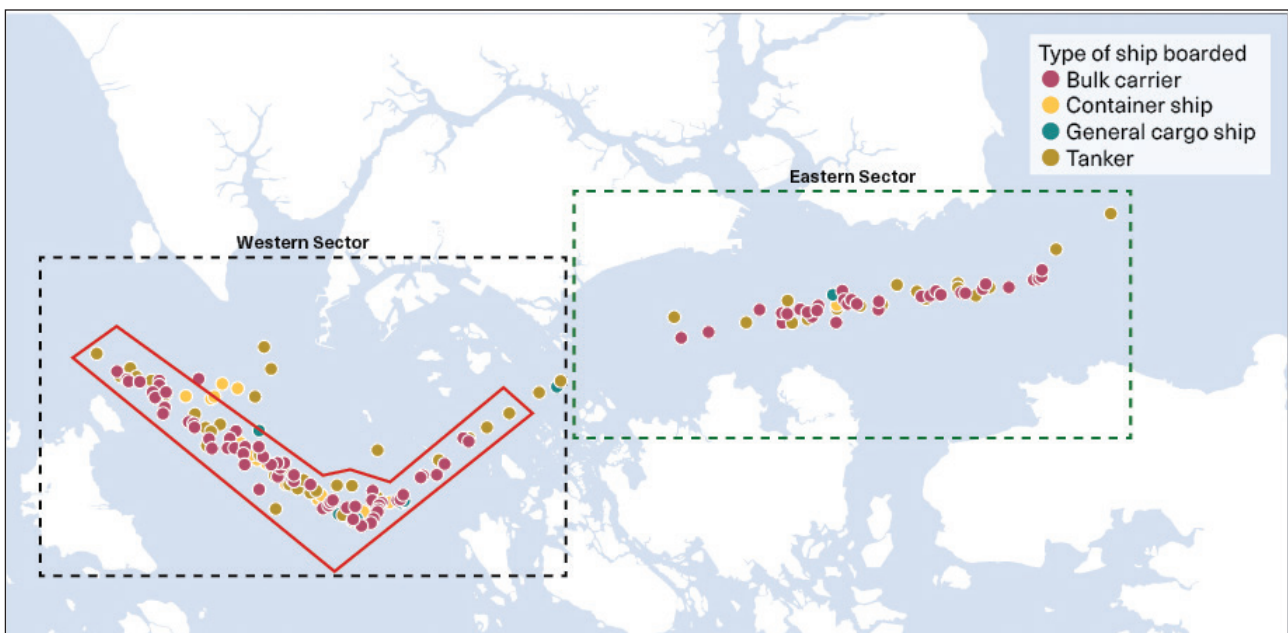 Type of ship boarded
Bulk carrier
Container ship
General cargo ship
Tanker
Eastern Sector
Western Sector